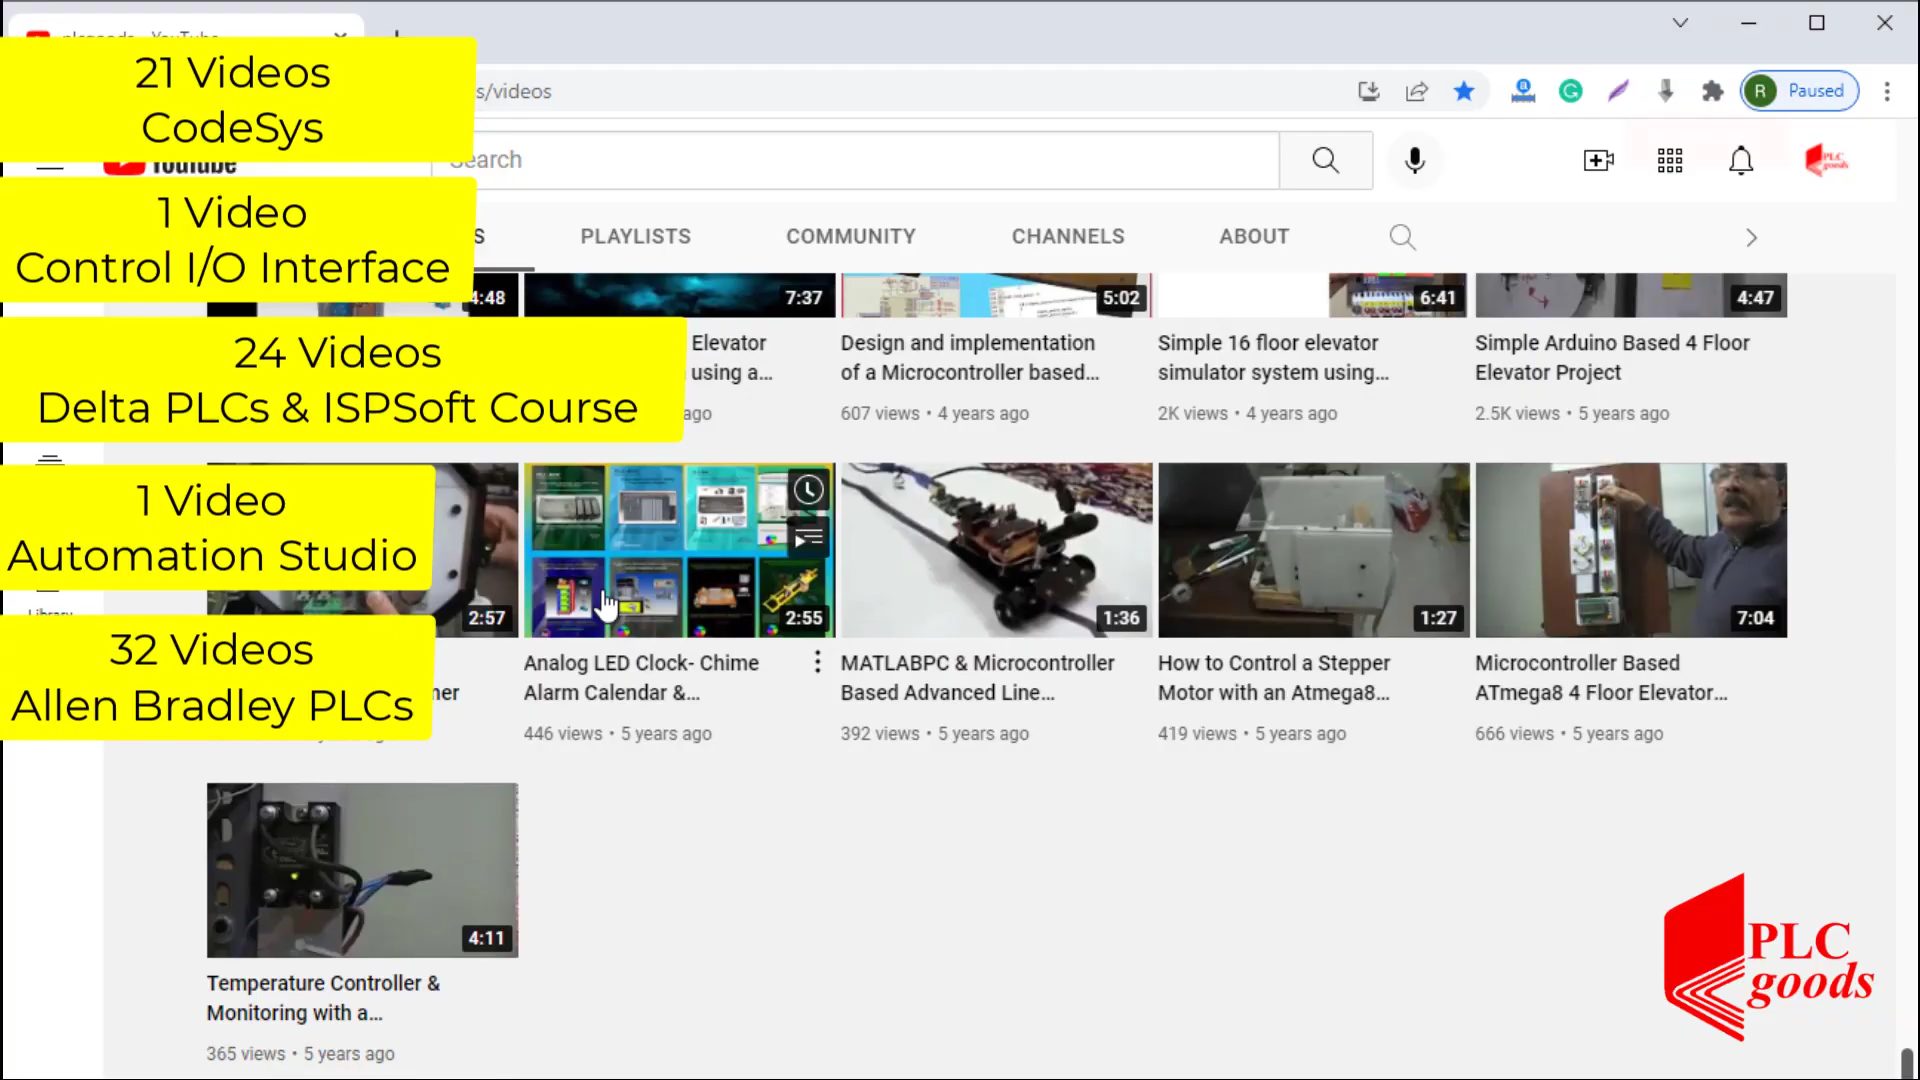 21 Videos
CodeSys
s/videos
R Paused
YouTube
Search
PLC
goods
1 Video
Control I/O Interface
S PLAYLISTS COMMUNITY CHANNELS ABOUT
4:48 7:37 5:02 6:41 4:47
24 Videos
Delta PLCs & ISPSoft Course
Elevator
using a...
ago
Design and implementation
of a Microcontroller based...
607 views • 4 years ago
Simple 16 floor elevator
simulator system using...
2K views • 4 years ago
Simple Arduino Based 4 Floor
Elevator Project
2.5K views • 5 years ago
1 Video
Automation Studio
Library
2:57 2:55 1:36 1:27 7:04
32 Videos
Allen Bradley PLCs
ner
Analog LED Clock- Chime
Alarm Calendar &...
446 views • 5 years ago
MATLABPC & Microcontroller
Based Advanced Line...
392 views • 5 years ago
How to Control a Stepper
Motor with an Atmega8...
419 views • 5 years ago
Microcontroller Based
ATmega8 4 Floor Elevator...
666 views • 5 years ago
4:11
Temperature Controller &
Monitoring with a...
365 views • 5 years ago
PLC
goods